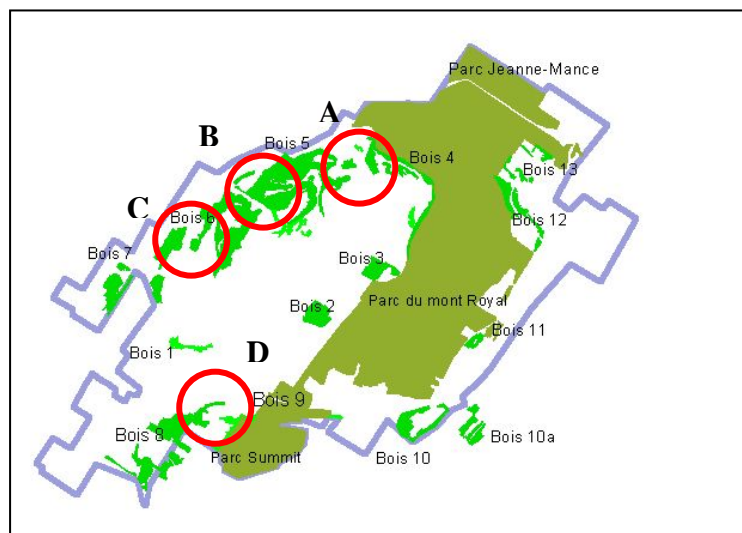 Parc Jeanne-Mance
A
B
Bois 5
Bois 4
Bois 13
C
Bois 6
Bois 12
Bois 7
Bois 3
Parc du mont Royal
Bois 2
Bois 11
Bois 1
D
Bois 9
Bois 8
Parc Summit
Bois 10
Bois 10a